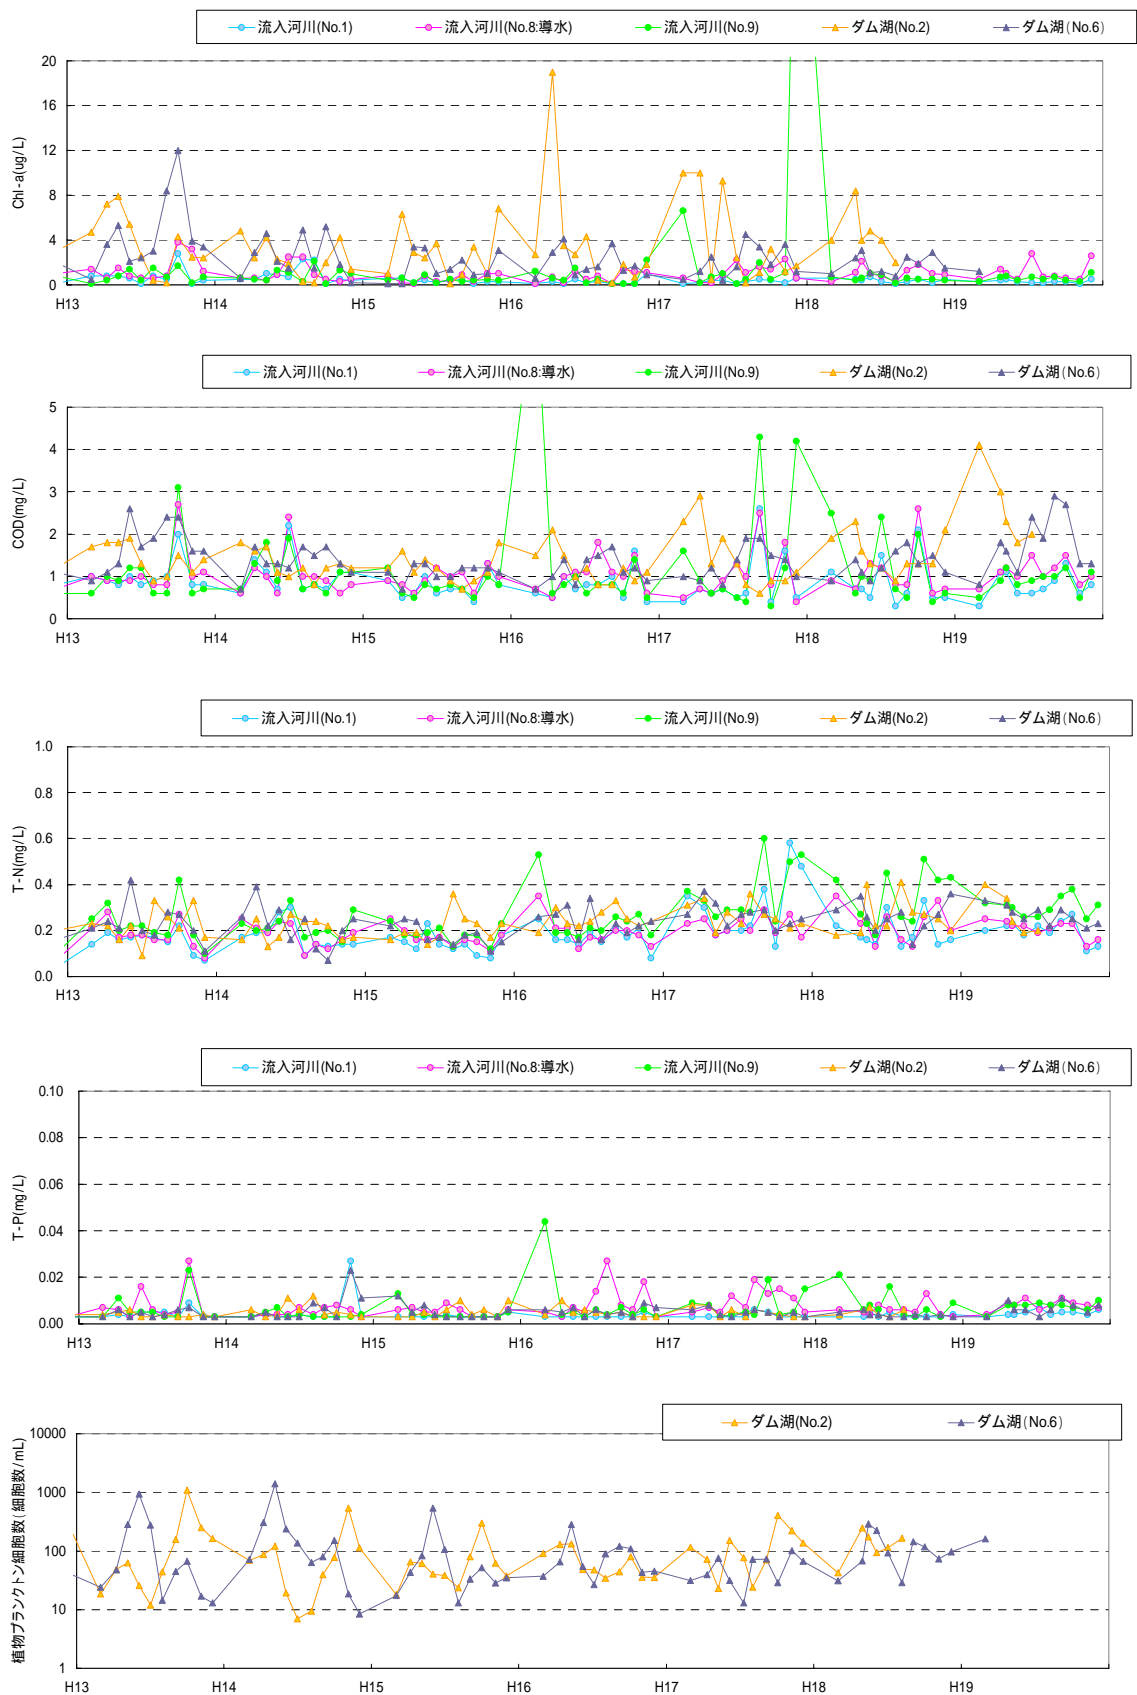 流入河川(No.1) 流入河川(No.8:導水) 流入河川(No.9) ダム湖(No.2) ダム湖(No.6)
Chl-a(ug/L)
20
16
12
8
4
0
H13 H14 H15 H16 H17 H18 H19
流入河川(No.1) 流入河川(No.8:導水) 流入河川(No.9) ダム湖(No.2) ダム湖(No.6)
COD(mg/L)
5
4
3
2
1
0
H13 H14 H15 H16 H17 H18 H19
流入河川(No.1) 流入河川(No.8:導水) 流入河川(No.9) ダム湖(No.2) ダム湖(No.6)
T-N(mg/L)
1.0
0.8
0.6
0.4
0.2
0.0
H13 H14 H15 H16 H17 H18 H19
流入河川(No.1) 流入河川(No.8:導水) 流入河川(No.9) ダム湖(No.2) ダム湖(No.6)
T-P(mg/L)
0.10
0.08
0.06
0.04
0.02
0.00
H13 H14 H15 H16 H17 H18 H19
ダム湖(No.2) ダム湖(No.6)
植物プランクトン細胞数(細胞数/mL)
10000
1000
100
10
1
H13 H14 H15 H16 H17 H18 H19